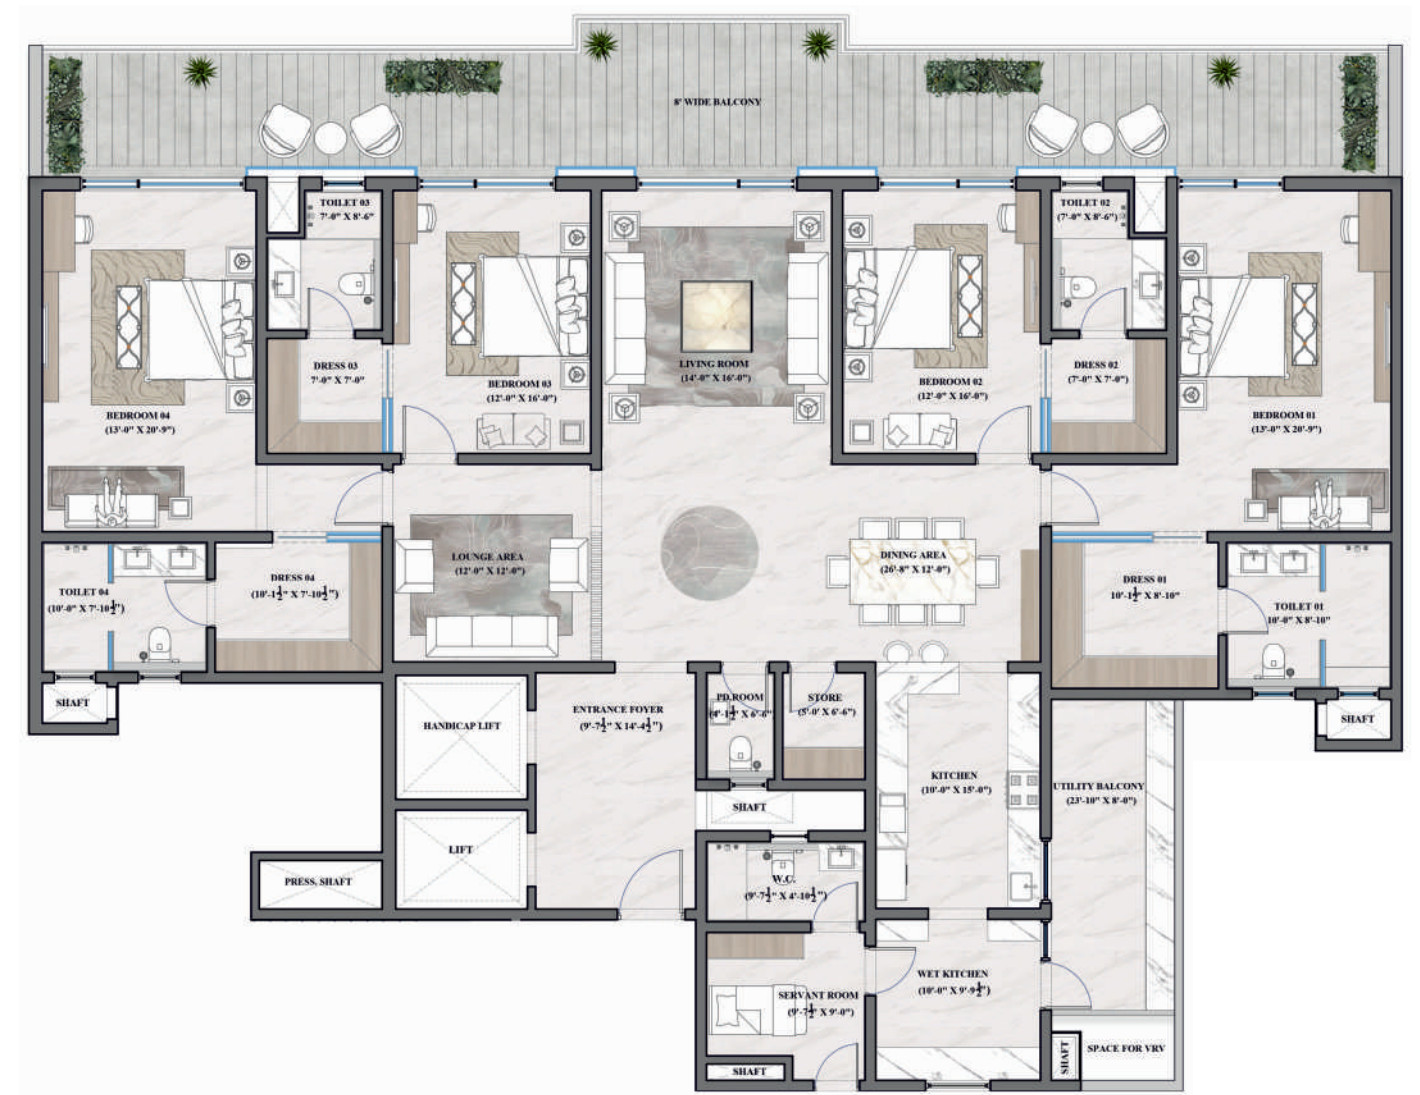 8' WIDE BALCONY
TOILET 03
7'-0" X 8'-6"
TOILET 02
(7'-0" X 8'-6")
LIVING ROOM
(14'-0" X 16'-0")
DRESS 03
7'-0" X 7'-0"
BEDROOM 03
(12'-0" X 16'-0")
BEDROOM 02
(12'-0" X 16'-0")
DRESS 02
(7'-0" X 7'-0")
BEDROOM 04
(13'-0" X 20'-9")
BEDROOM 01
(13'-0" X 20'-9")
LOUNGE AREA
(12'-0" X 12'-0")
DINING AREA
(26'-8" X 12'-0")
TOILET 04
(10'-0" X 7'-10½")
DRESS 04
(10'-1½" X 7'-10½")
DRESS 01
10'-1½" X 8'-10"
TOILET 01
10'-0" X 8'-10"
SHAFT
HANDICAP LIFT
ENTRANCE FOYER
(9'-7½" X 14'-4½")
PD.ROOM
(4'-1½" X 6'-6")
STORE
(5'-0' X 6'-6")
SHAFT
KITCHEN
(10'-0" X 15'-0")
UTILITY BALCONY
(23'-10" X 8'-0")
SHAFT
LIFT
PRESS. SHAFT
W.C.
(9'-7½" X 4'-10½")
WET KITCHEN
(10'-0" X 9'-9½")
SERVANT ROOM
(9'-7½" X 9'-0")
SHAFT
SHAFT
SPACE FOR VRV